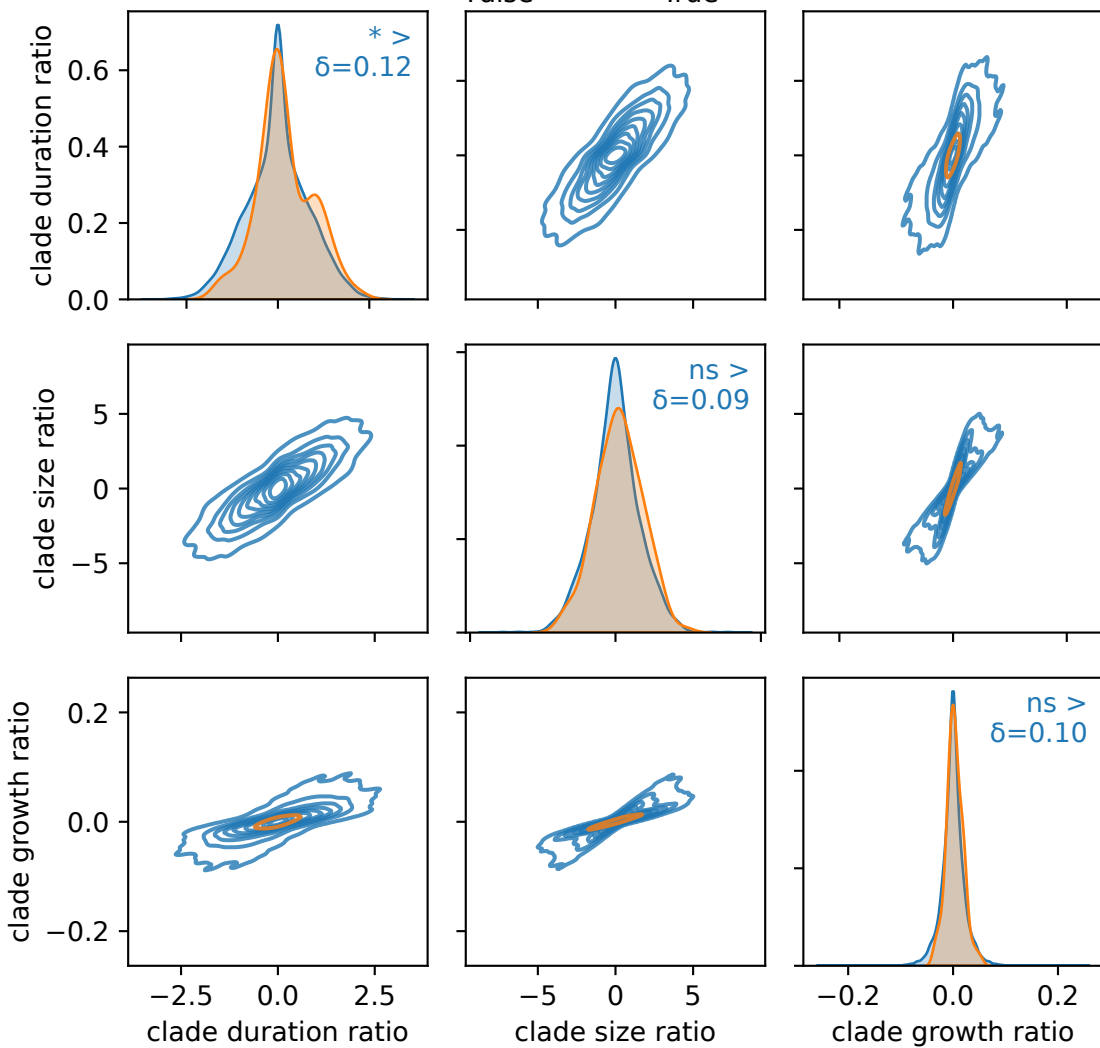 clade duration ratio
0.6
0.4
0.2
0.0
* >
δ=0.12
clade size ratio
5
0
−5
ns >
δ=0.09
clade growth ratio
0.2
0.0
−0.2
ns >
δ=0.10
−2.5 0.0 2.5
−5 0 5
−0.2 0.0 0.2
clade duration ratio
clade size ratio
clade growth ratio